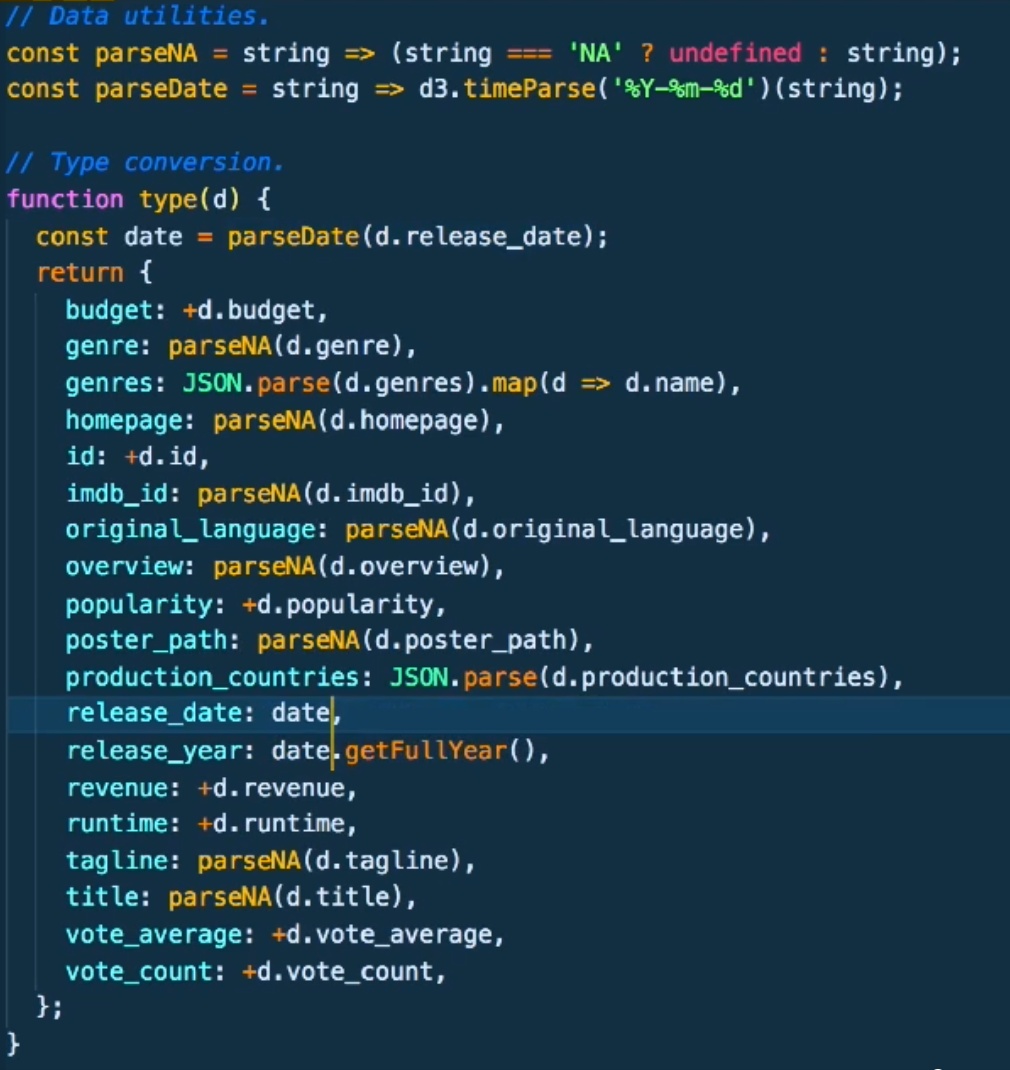 // Data utilities.
const parseNA = string => (string === 'NA' ? undefined : string);
const parseDate = string => d3.timeParse('%Y-%m-%d')(string);
// Type conversion.
function type(d) {
const date = parseDate(d.release_date);
return {
budget: +d.budget,
genre: parseNA(d.genre),
genres: JSON.parse(d.genres).map(d => d.name),
homepage: parseNA(d.homepage),
id: +d.id,
imdb_id: parseNA(d.imdb_id),
original_language: parseNA(d.original_language),
overview: parseNA(d.overview),
popularity: +d.popularity,
poster_path: parseNA(d.poster_path),
production_countries: JSON.parse(d.production_countries),
release_date: date,
release_year: date.getFullYear(),
revenue: +d.revenue,
runtime: +d.runtime,
tagline: parseNA(d.tagline),
title: parseNA(d.title),
vote_average: +d.vote_average,
vote_count: +d.vote_count,
};
}